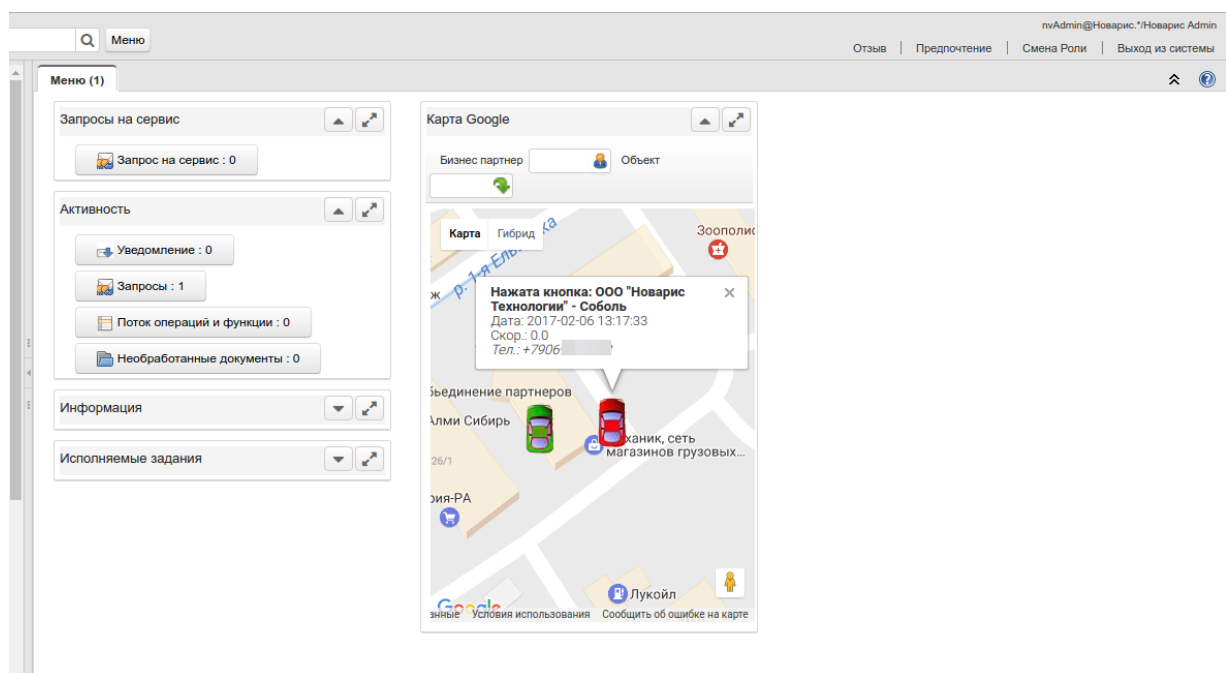 nvAdmin@Новарис.*/Новарис Admin
Меню
Отзыв
Предпочтение
Смена Роли
Выход из системы
Меню (1)
Запросы на сервис
Запрос на сервис : 0
Активность
Уведомление : 0
Запросы : 1
Поток операций и функции : 0
Необработанные документы : 0
Информация
Исполняемые задания
Карта Google
Бизнес партнер
Объект
Карта
Гибрид
р. 1-я
Зоополис
ж
Нажата кнопка: ООО "Новарис
Технологии" - Соболь
Дата: 2017-02-06 13:17:33
Скор.: 0.0
Тел.: +7906
ъединение партнеров
Алми Сибирь
ханик, сеть
магазинов грузовых...
26/1
рия-РА
Лукойл
Google
анные
Условия использования
Сообщить об ошибке на карте